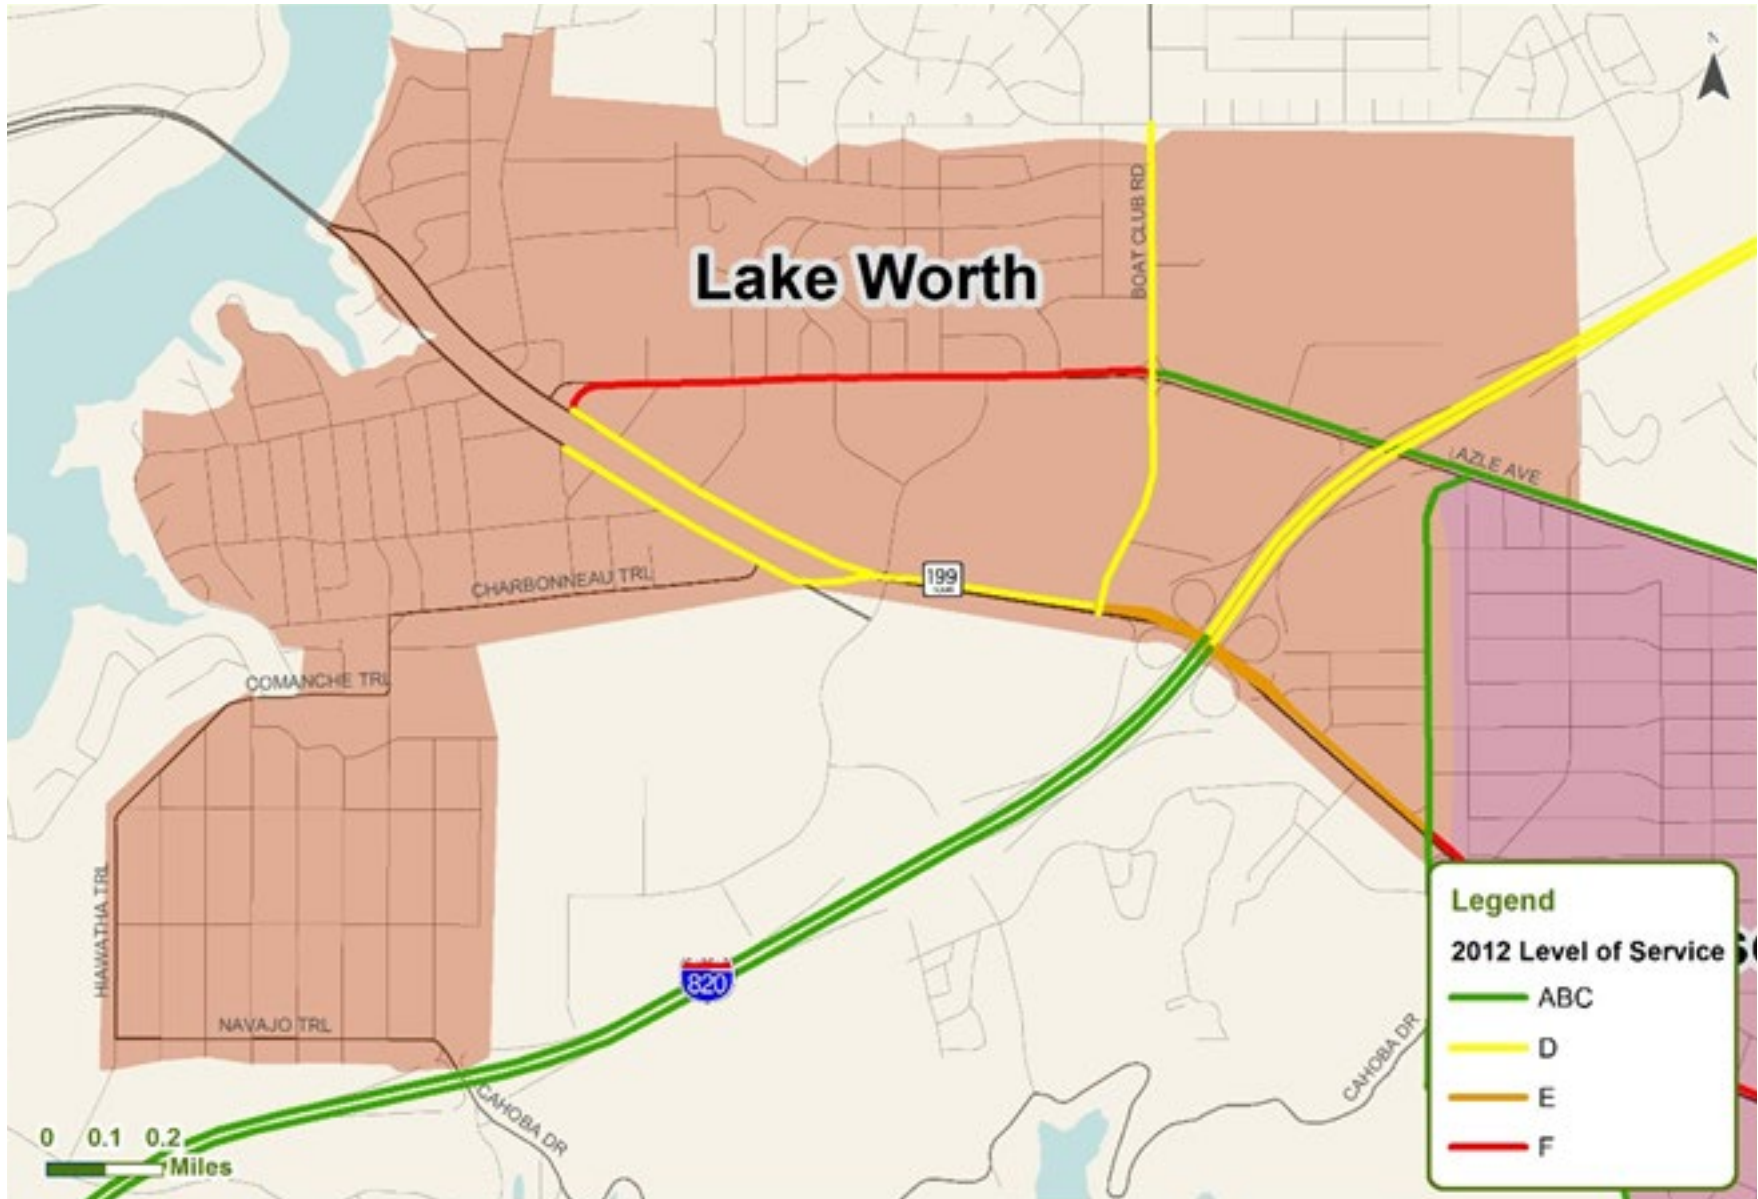 N
BOAT CLUB RD
Lake Worth
AZLE AVE
199
CHARBONNEAU TRL
COMANCHE TRL
HIAWATHA TRL
820
NAVAJO TRL
CAHOBA DR
CAHOBA DR
0 0.1 0.2
Miles
Legend
2012 Level of Service
ABC
D
E
F